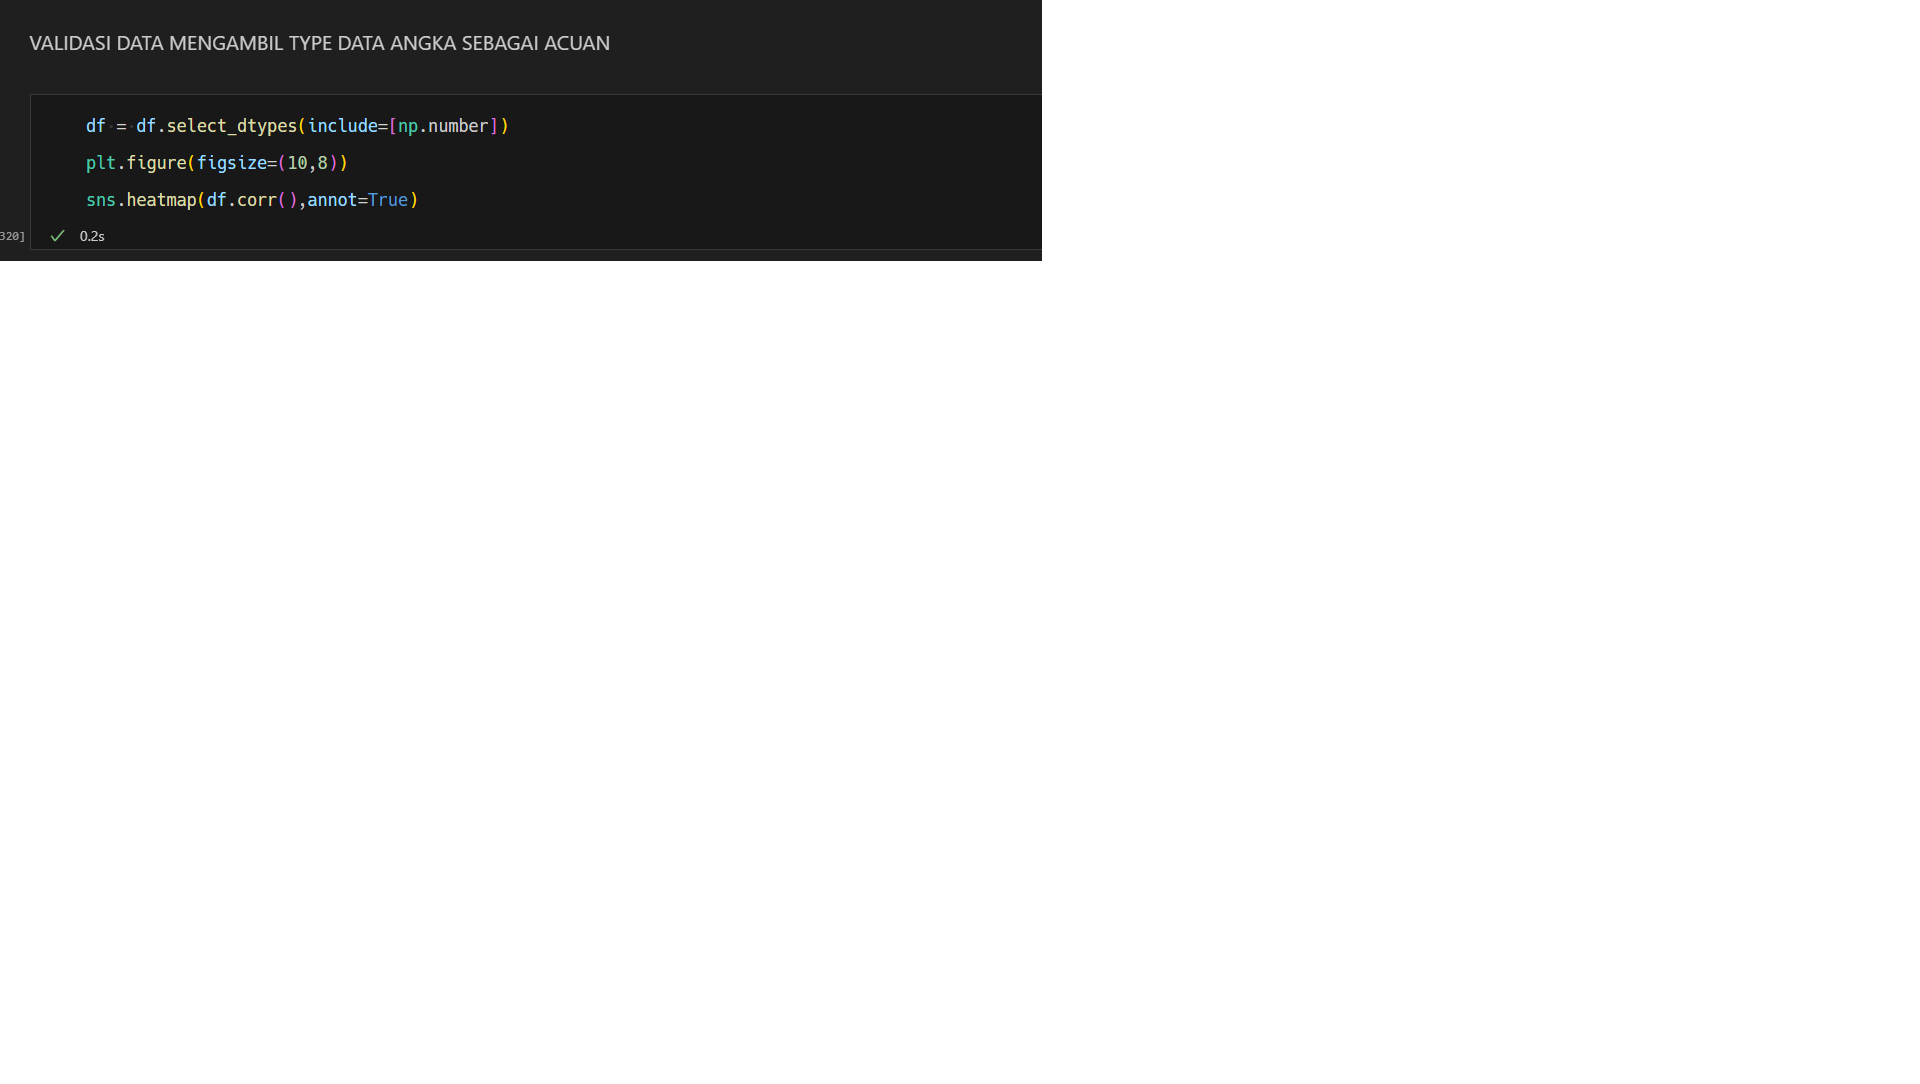 VALIDASI DATA MENGAMBIL TYPE DATA ANGKA SEBAGAI ACUAN
df = df.select_dtypes(include=[np.number])
plt.figure(figsize=(10,8))
sns.heatmap(df.corr(),annot=True)
320] ✓ 0.2s